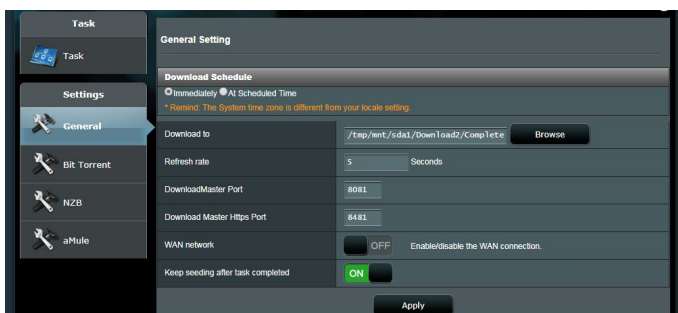 Task
Task
Settings
General
Bit Torrent
NZB
aMule
General Setting
Download Schedule
Immediately At Scheduled Time
* Remind: The System time zone is different from your locale setting.
Download to /tmp/mnt/sda1/Download2/Complete Browse
Refresh rate 5 Seconds
DownloadMaster Port 8081
Download Master Https Port 8481
WAN network OFF Enable/disable the WAN connection.
Keep seeding after task completed ON
Apply